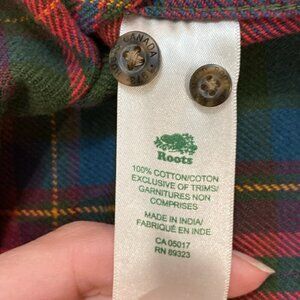 CANADA
Roots
100% COTTON/COTON
EXCLUSIVE OF TRIMS/
GARNITURES NON
COMPRISES
MADE IN INDIA/
FABRIQUÉ EN INDE
CA 05017
RN 89323